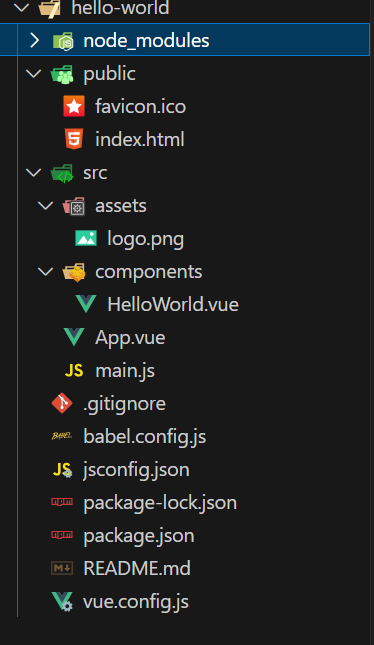 hello-world
node_modules
public
favicon.ico
index.html
src
assets
logo.png
components
HelloWorld.vue
App.vue
JS main.js
.gitignore
BABEL babel.config.js
JS jsconfig.json
package-lock.json
package.json
README.md
vue.config.js